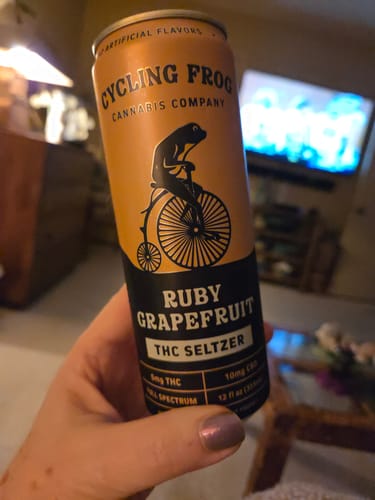 ARTIFICIAL FLAVORS
CYCLING FROG
CANNABIS COMPANY
RUBY
GRAPEFRUIT
THC SELTZER
5mg THC 10mg CBD
FULL SPECTRUM 12 fl oz